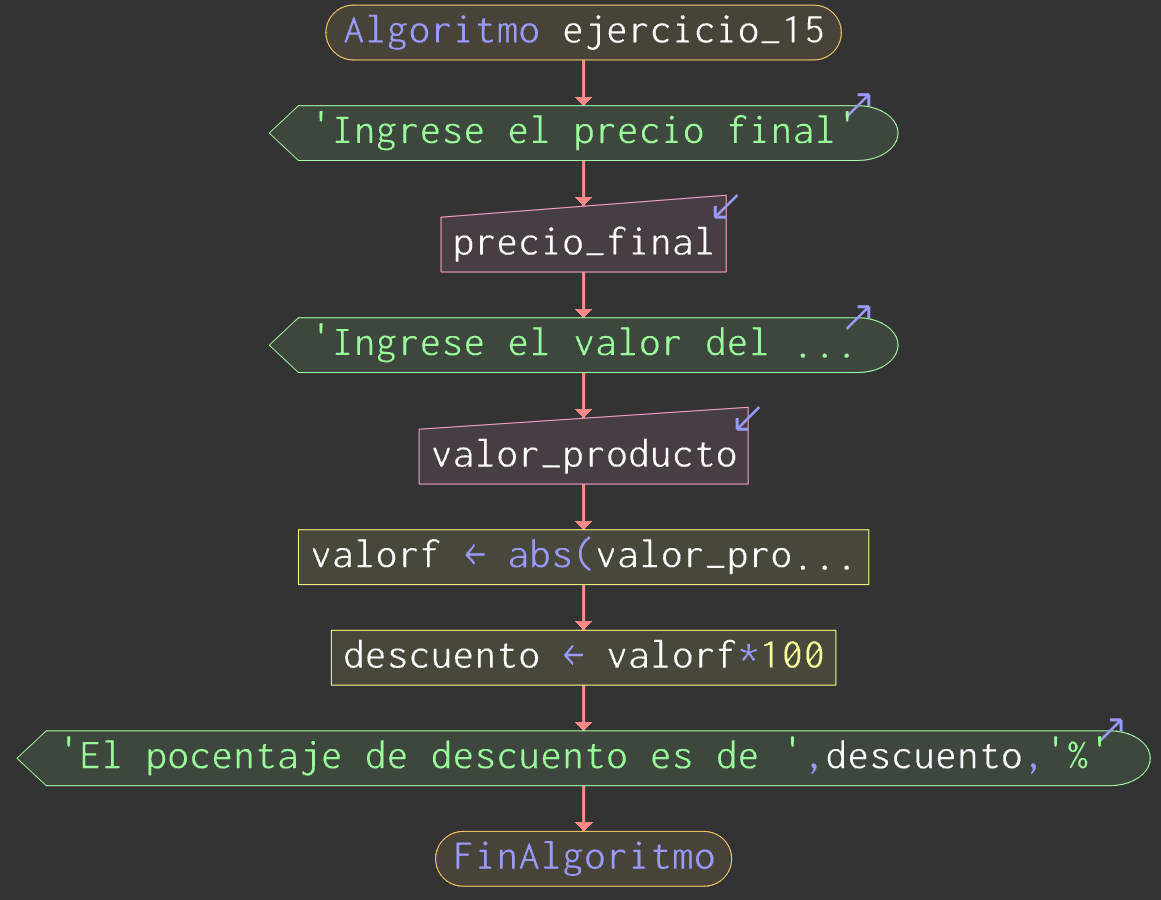 Algoritmo ejercicio_15
'Ingrese el precio final'
precio_final
'Ingrese el valor del ...
valor_producto
valorf ← abs(valor_pro...
descuento ← valorf*100
'El pocentaje de descuento es de ',descuento,'%'
FinAlgoritmo